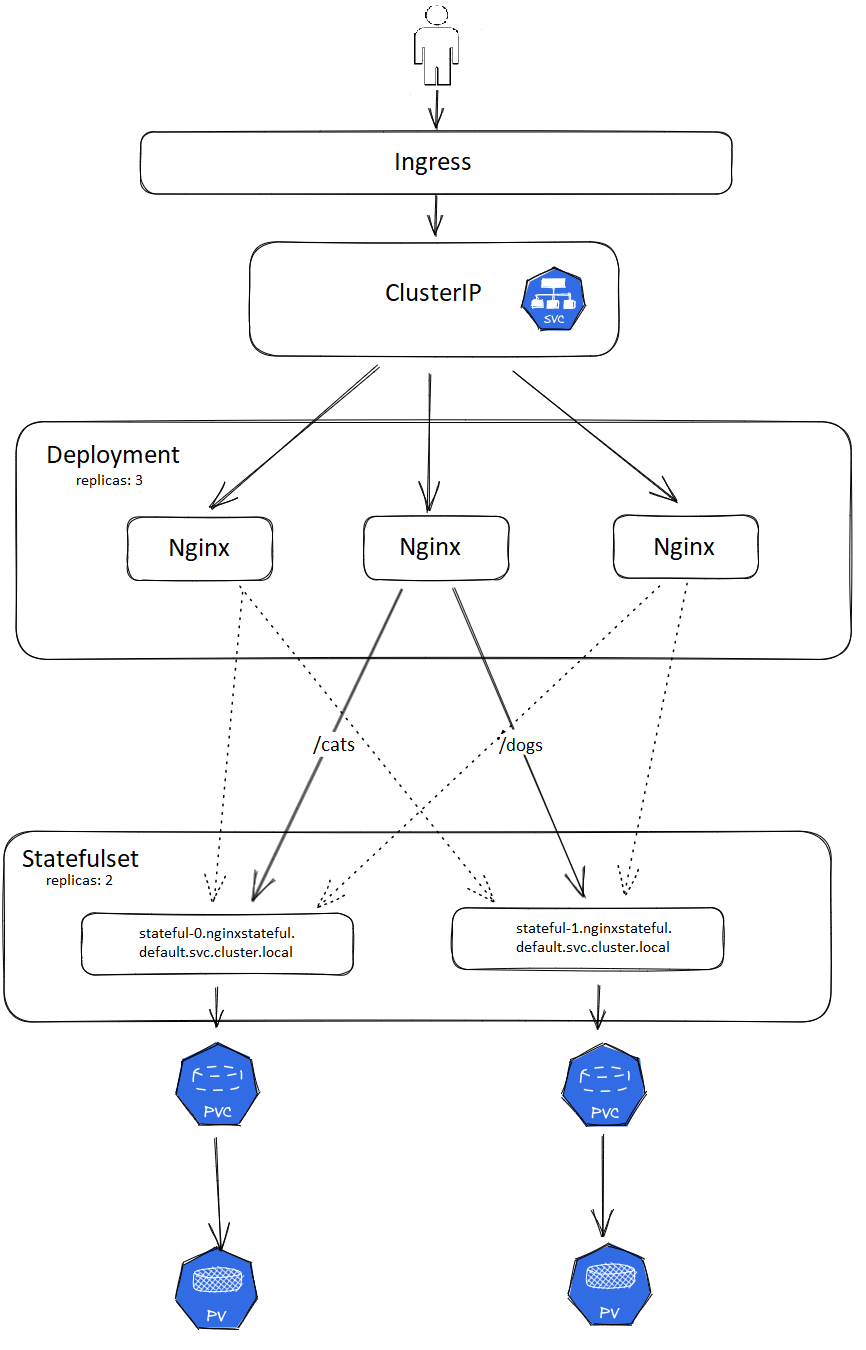 Ingress
ClusterIP
SVC
Deployment
replicas: 3
Nginx
Nginx
Nginx
/cats
/dogs
Statefulset
replicas: 2
stateful-0.nginxstateful.
default.svc.cluster.local
stateful-1.nginxstateful.
default.svc.cluster.local
PVC
PVC
PV
PV